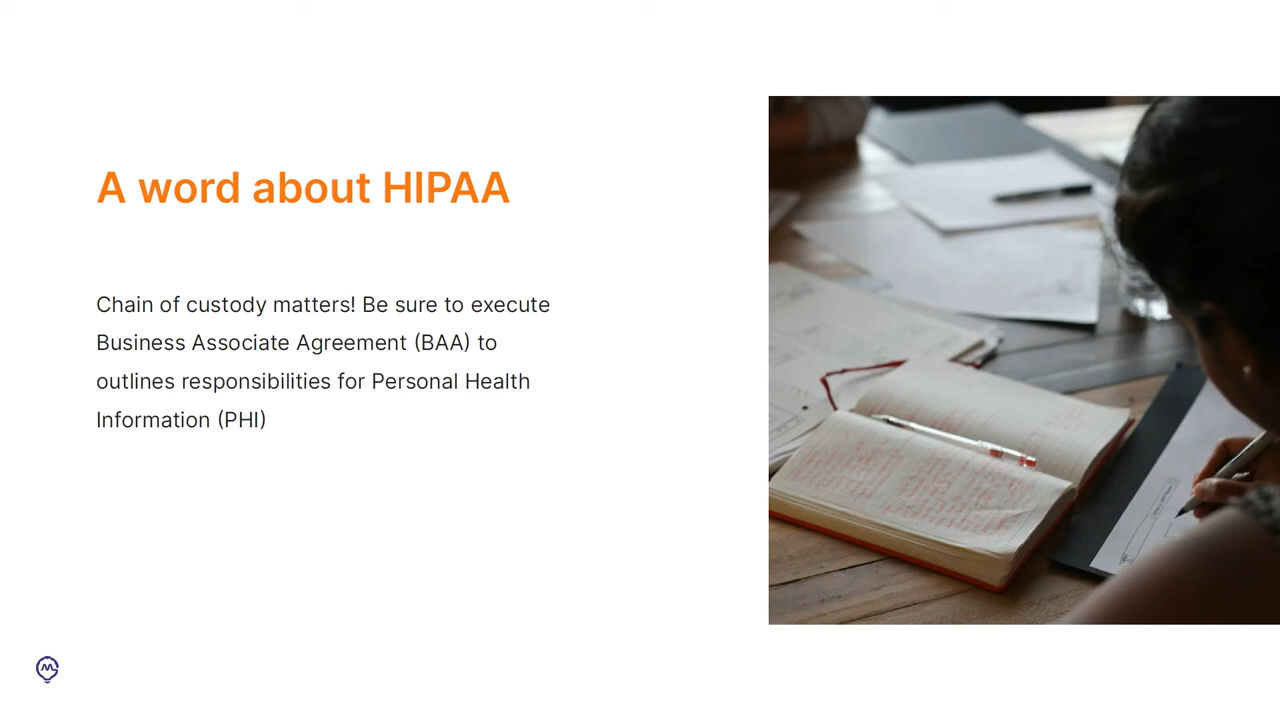 A word about HIPAA
Chain of custody matters! Be sure to execute
Business Associate Agreement (BAA) to
outlines responsibilities for Personal Health
Information (PHI)